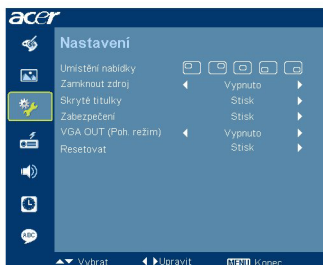 acer
Nastavení
Umístění nabídky
Zamknout zdroj Vypnuto
Skryté titulky Stisk
Zabezpečení Stisk
VGA OUT (Poh. režim) Vypnuto
Resetovat Stisk
ABC
Vybrat Upravit MENU Konec